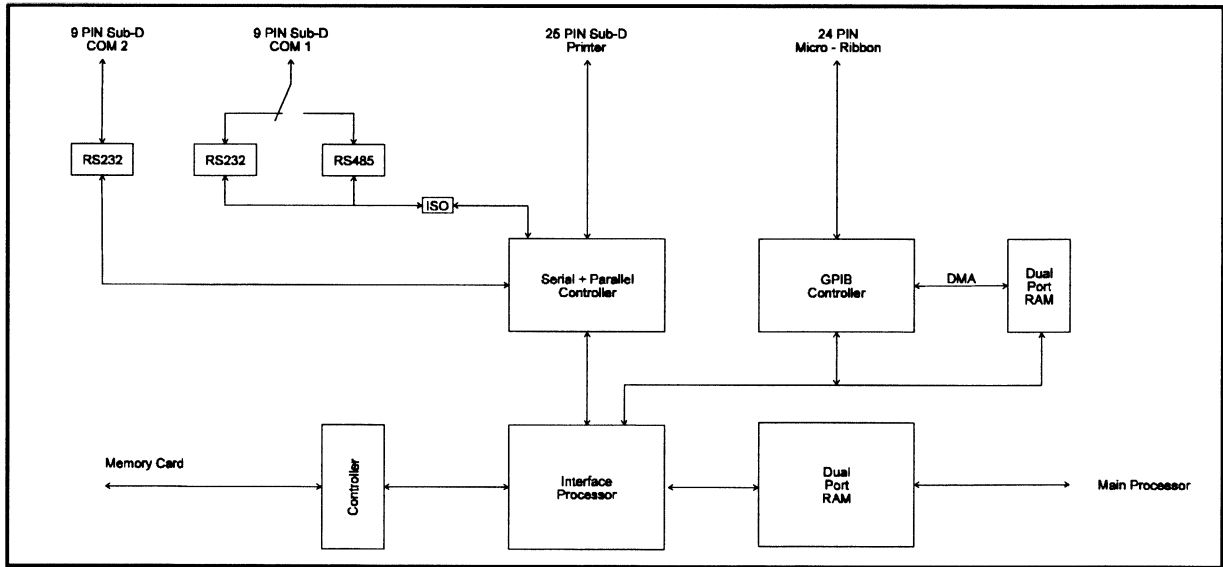 9 PIN Sub-D
COM 2
9 PIN Sub-D
COM 1
25 PIN Sub-D
Printer
24 PIN
Micro - Ribbon
RS232
RS232
RS485
ISO
Serial + Parallel
Controller
GPIB
Controller
DMA
Dual
Port
RAM
Memory Card
Controller
Interface
Processor
Dual
Port
RAM
Main Processor